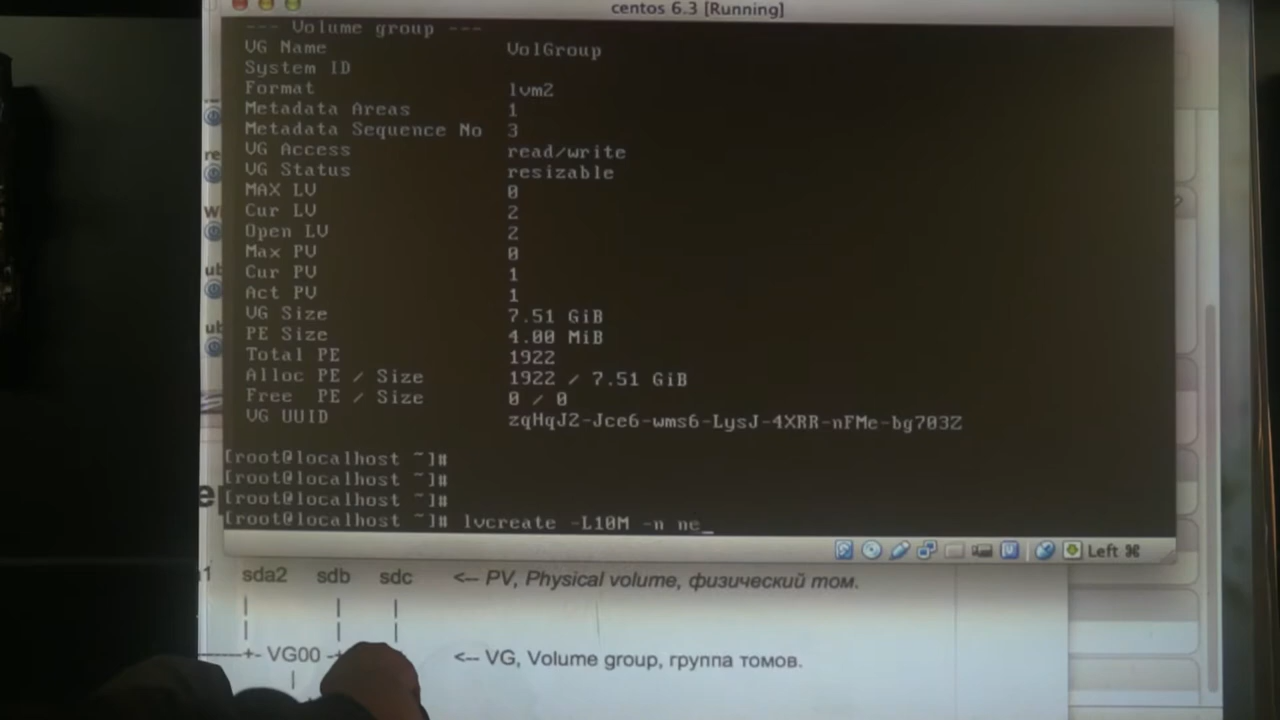 centos 6.3 [Running]
--- Volume group ---
VG Name VolGroup
System ID
Format lvm2
Metadata Areas 1
Metadata Sequence No 3
VG Access read/write
VG Status resizable
MAX LV 0
Cur LV 2
Open LV 2
Max PV 0
Cur PV 1
Act PV 1
VG Size 7.51 GiB
PE Size 4.00 MiB
Total PE 1922
Alloc PE / Size 1922 / 7.51 GiB
Free PE / Size 0 / 0
VG UUID zqHqJ2-Jce6-wms6-LysJ-4XRR-nFMe-bg703Z
[root@localhost ~]#
[root@localhost ~]#
[root@localhost ~]#
[root@localhost ~]# lvcreate -L10M -n ne_
Left ⌘
sda2 sdb sdc <-- PV, Physical volume, физический том.
| | |
| | |
+- VG00 -+ <-- VG, Volume group, группа томов.
|